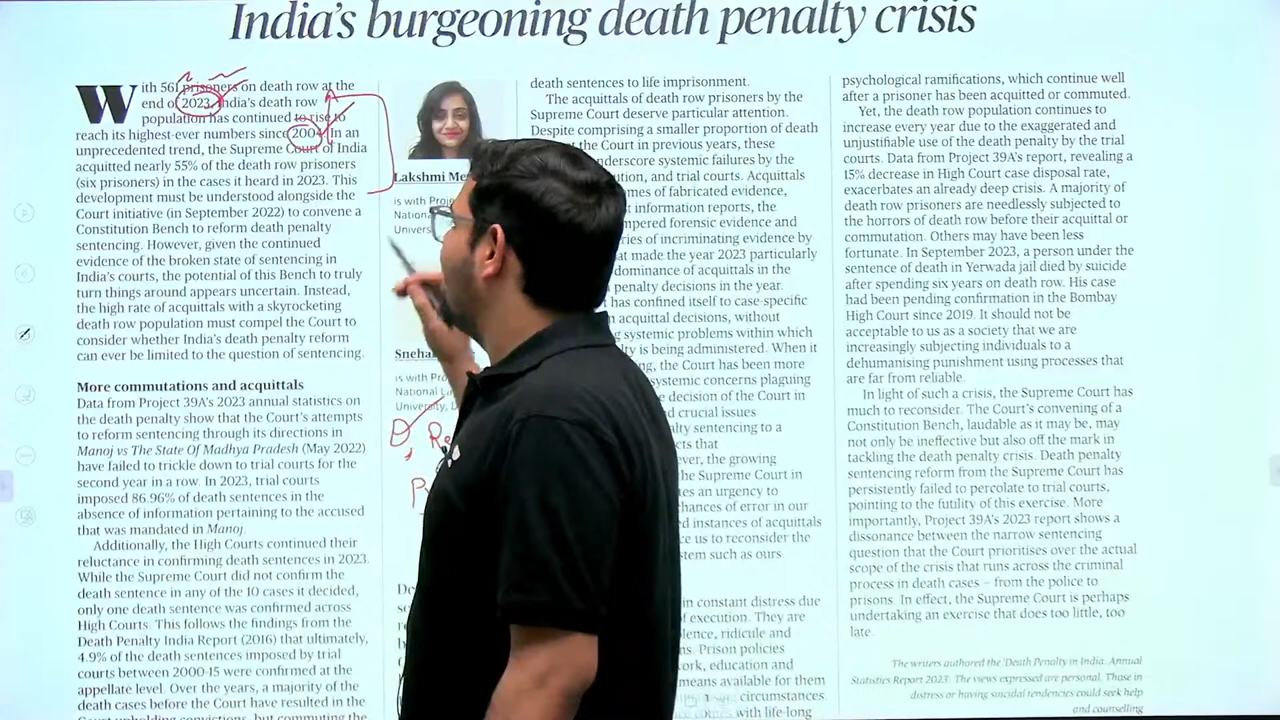 India's burgeoning death penalty crisis
With 561 prisoners on death row at the
end of 2023, India's death row
population has continued to rise to
reach its highest-ever numbers since 2004. In an
unprecedented trend, the Supreme Court of India
acquitted nearly 55% of the death row prisoners
(six prisoners) in the cases it heard in 2023. This
development must be understood alongside the
Court initiative (in September 2022) to convene a
Constitution Bench to reform death penalty
sentencing. However, given the continued
evidence of the broken state of sentencing in
India's courts, the potential of this Bench to truly
turn things around appears uncertain. Instead,
the high rate of acquittals with a skyrocketing
death row population must compel the Court to
consider whether India's death penalty reform
can ever be limited to the question of sentencing.
More commutations and acquittals
Data from Project 39A's 2023 annual statistics on
the death penalty show that the Court's attempts
to reform sentencing through its directions in
Manoj vs The State Of Madhya Pradesh (May 2022)
have failed to trickle down to trial courts for the
second year in a row. In 2023, trial courts
imposed 86.96% of death sentences in the
absence of information pertaining to the accused
that was mandated in Manoj.
Additionally, the High Courts continued their
reluctance in confirming death sentences in 2023.
While the Supreme Court did not confirm the
death sentence in any of the 10 cases it decided,
only one death sentence was confirmed across
High Courts. This follows the findings from the
Death Penalty India Report (2016) that ultimately,
4.9% of the death sentences imposed by trial
courts between 2000-15 were confirmed at the
appellate level. Over the years, a majority of the
death cases before the Court have resulted in the
Court upholding convictions, but commuting the
Lakshmi
is with
National
Univers
Sneha
is with
National
University,
death sentences to life imprisonment.
The acquittals of death row prisoners by the
Supreme Court deserve particular attention.
Despite comprising a smaller proportion of death
the Court in previous years, these
underscore systemic failures by the
ution, and trial courts. Acquittals
mes of fabricated evidence,
t information reports, the
mpered forensic evidence and
ries of incriminating evidence by
at made the year 2023 particularly
dominance of acquittals in the
penalty decisions in the year.
t has confined itself to case-specific
n acquittal decisions, without
g systemic problems within which
lty is being administered. When it
ng, the Court has been more
systemic concerns plaguing
e decision of the Court in
d crucial issues
alty sentencing to a
cts that
ever, the growing
the Supreme Court in
es an urgency to
chances of error in our
d instances of acquittals
ce us to reconsider the
stem such as ours.
in constant distress due
f execution. They are
lence, ridicule and
ns. Prison policies
ork, education and
means available for them
circumstances.
with life-long
psychological ramifications, which continue well
after a prisoner has been acquitted or commuted.
Yet, the death row population continues to
increase every year due to the exaggerated and
unjustifiable use of the death penalty by the trial
courts. Data from Project 39A's report, revealing a
15% decrease in High Court case disposal rate,
exacerbates an already deep crisis. A majority of
death row prisoners are needlessly subjected to
the horrors of death row before their acquittal or
commutation. Others may have been less
fortunate. In September 2023, a person under the
sentence of death in Yerwada jail died by suicide
after spending six years on death row. His case
had been pending confirmation in the Bombay
High Court since 2019. It should not be
acceptable to us as a society that we are
increasingly subjecting individuals to a
dehumanising punishment using processes that
are far from reliable.
In light of such a crisis, the Supreme Court has
much to reconsider. The Court's convening of a
Constitution Bench, laudable as it may be, may
not only be ineffective but also off the mark in
tackling the death penalty crisis. Death penalty
sentencing reform from the Supreme Court has
persistently failed to percolate to trial courts,
pointing to the futility of this exercise. More
importantly, Project 39A's 2023 report shows a
dissonance between the narrow sentencing
question that the Court prioritises over the actual
scope of the crisis that runs across the criminal
process in death cases – from the police to
prisons. In effect, the Supreme Court is perhaps
undertaking an exercise that does too little, too
late.
The writers authored the 'Death Penalty in India. Annual
Statistics Report 2023'. The views expressed are personal. Those in
distress or having suicidal tendencies could seek help
and counselling